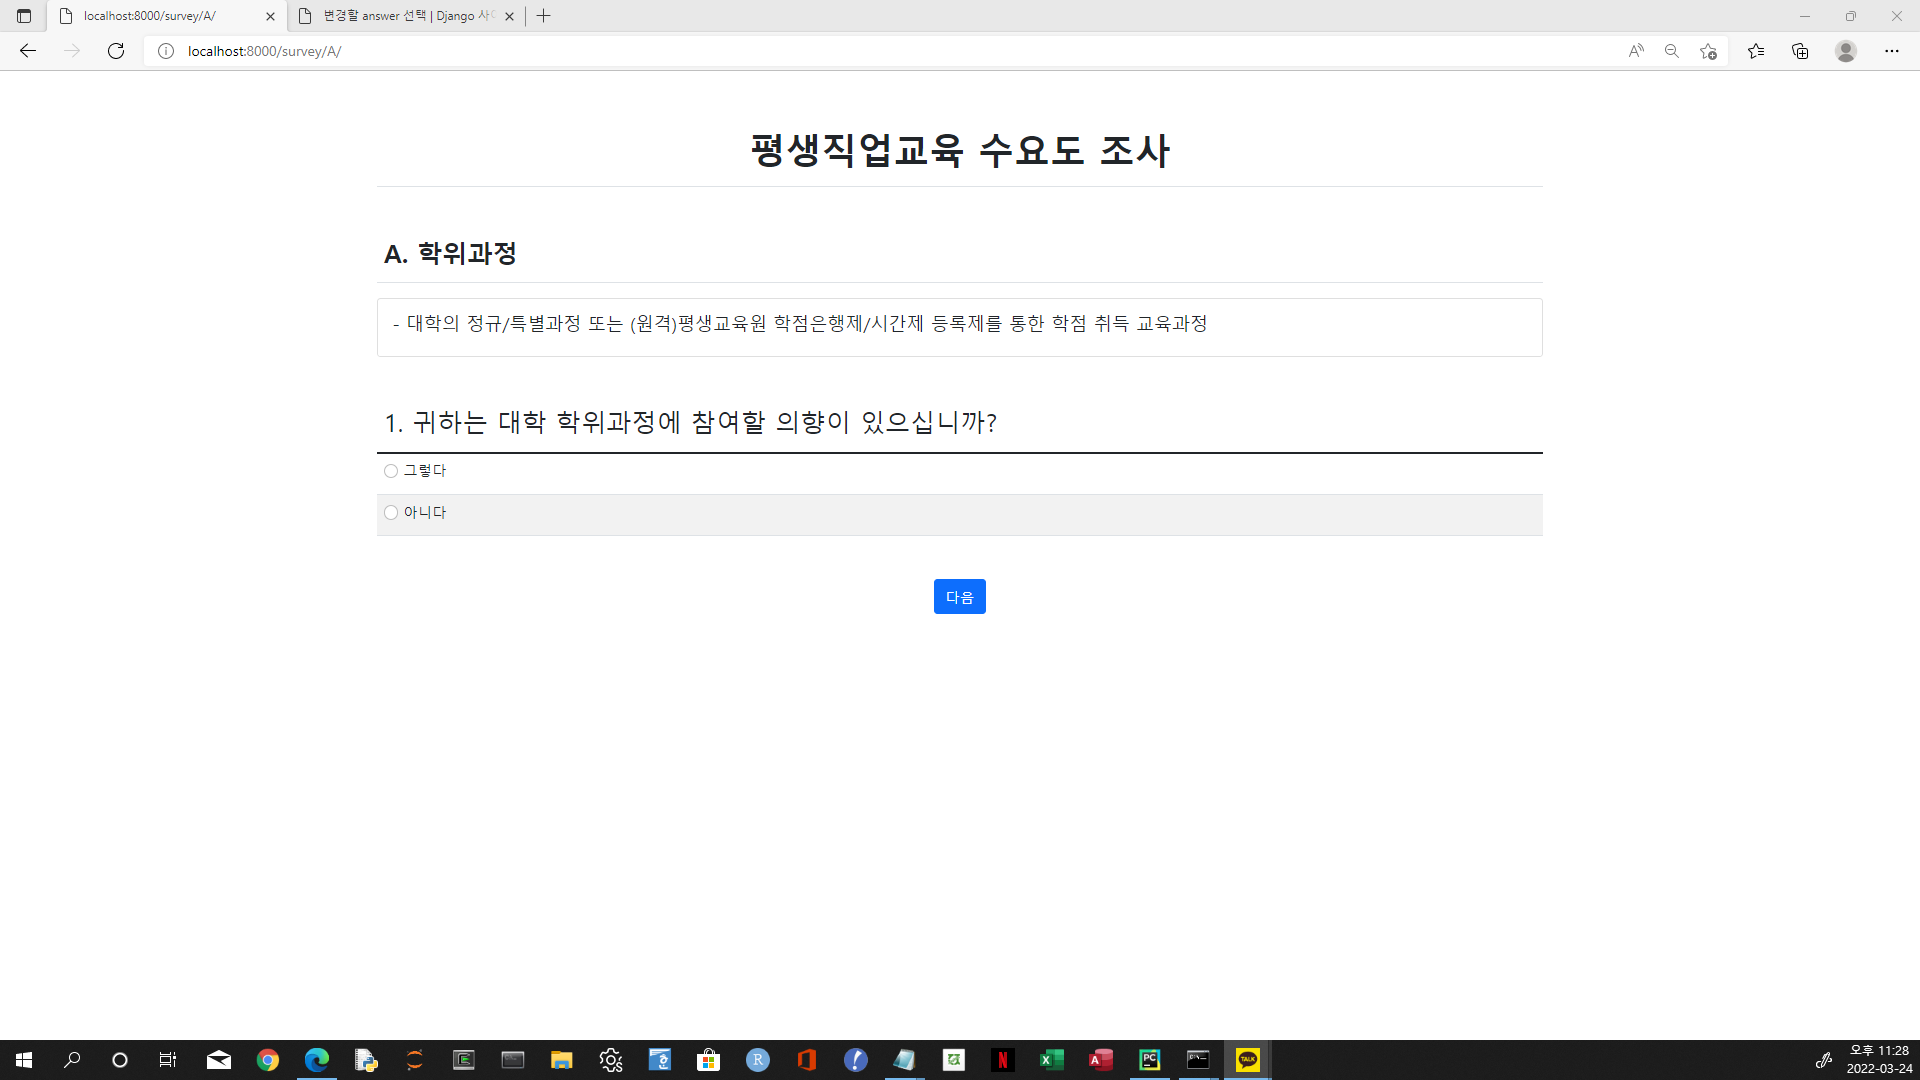 localhost:8000/survey/A/
변경할 answer 선택 | Django 사이
localhost:8000/survey/A/
평생직업교육 수요도 조사
A. 학위과정
- 대학의 정규/특별과정 또는 (원격)평생교육원 학점은행제/시간제 등록제를 통한 학점 취득 교육과정
1. 귀하는 대학 학위과정에 참여할 의향이 있으십니까?
그렇다
아니다
다음
오후 11:28
2022-03-24